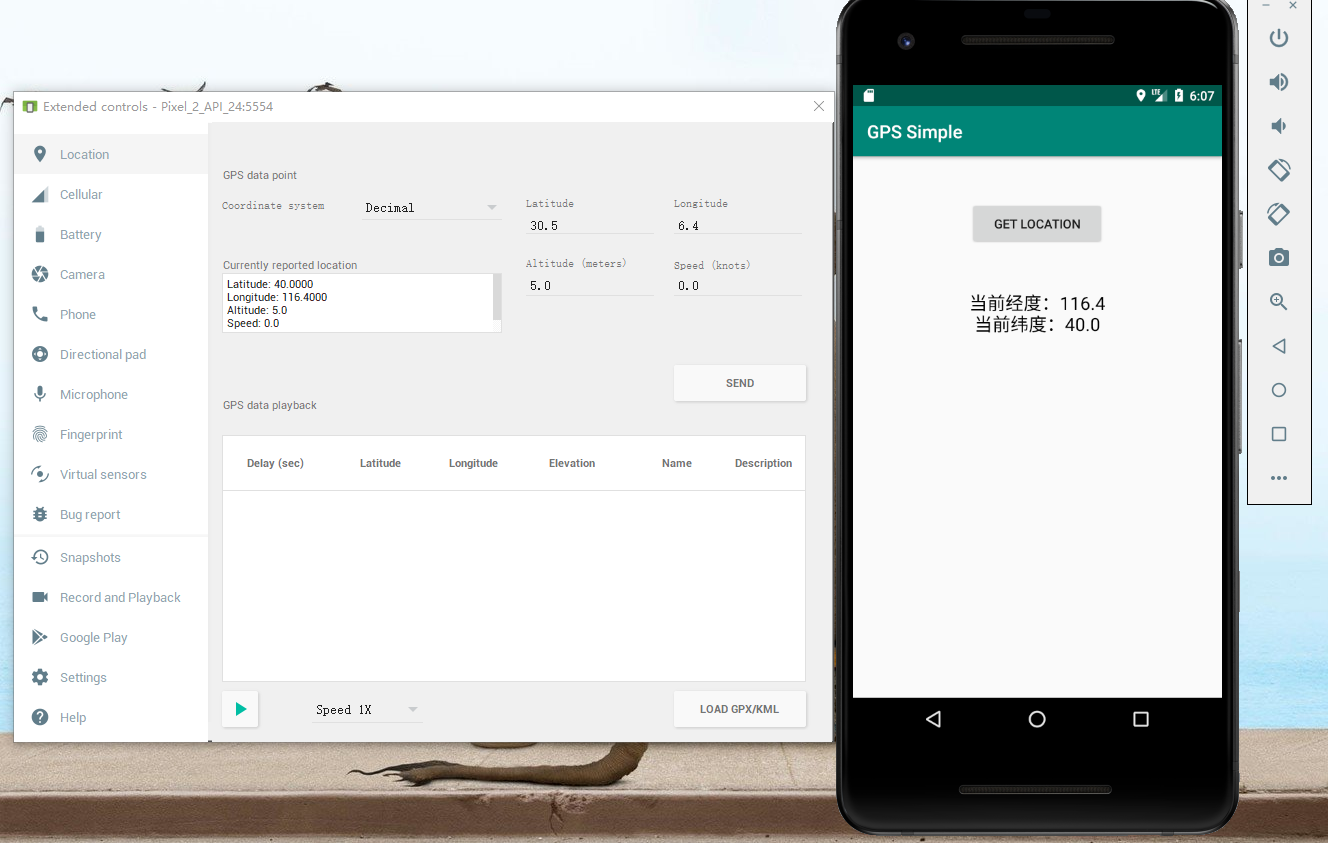 Extended controls - Pixel_2_API_24:5554
Location
Cellular
Battery
Camera
Phone
Directional pad
Microphone
Fingerprint
Virtual sensors
Bug report
Snapshots
Record and Playback
Google Play
Settings
Help
GPS data point
Coordinate system
Decimal
Latitude
30.5
Longitude
6.4
Currently reported location
Latitude: 40.0000
Longitude: 116.4000
Altitude: 5.0
Speed: 0.0
Altitude (meters)
5.0
Speed (knots)
0.0
SEND
GPS data playback
Delay (sec) Latitude Longitude Elevation Name Description
Speed 1X
LOAD GPX/KML
LTE 6:07
GPS Simple
GET LOCATION
当前经度：116.4
当前纬度：40.0